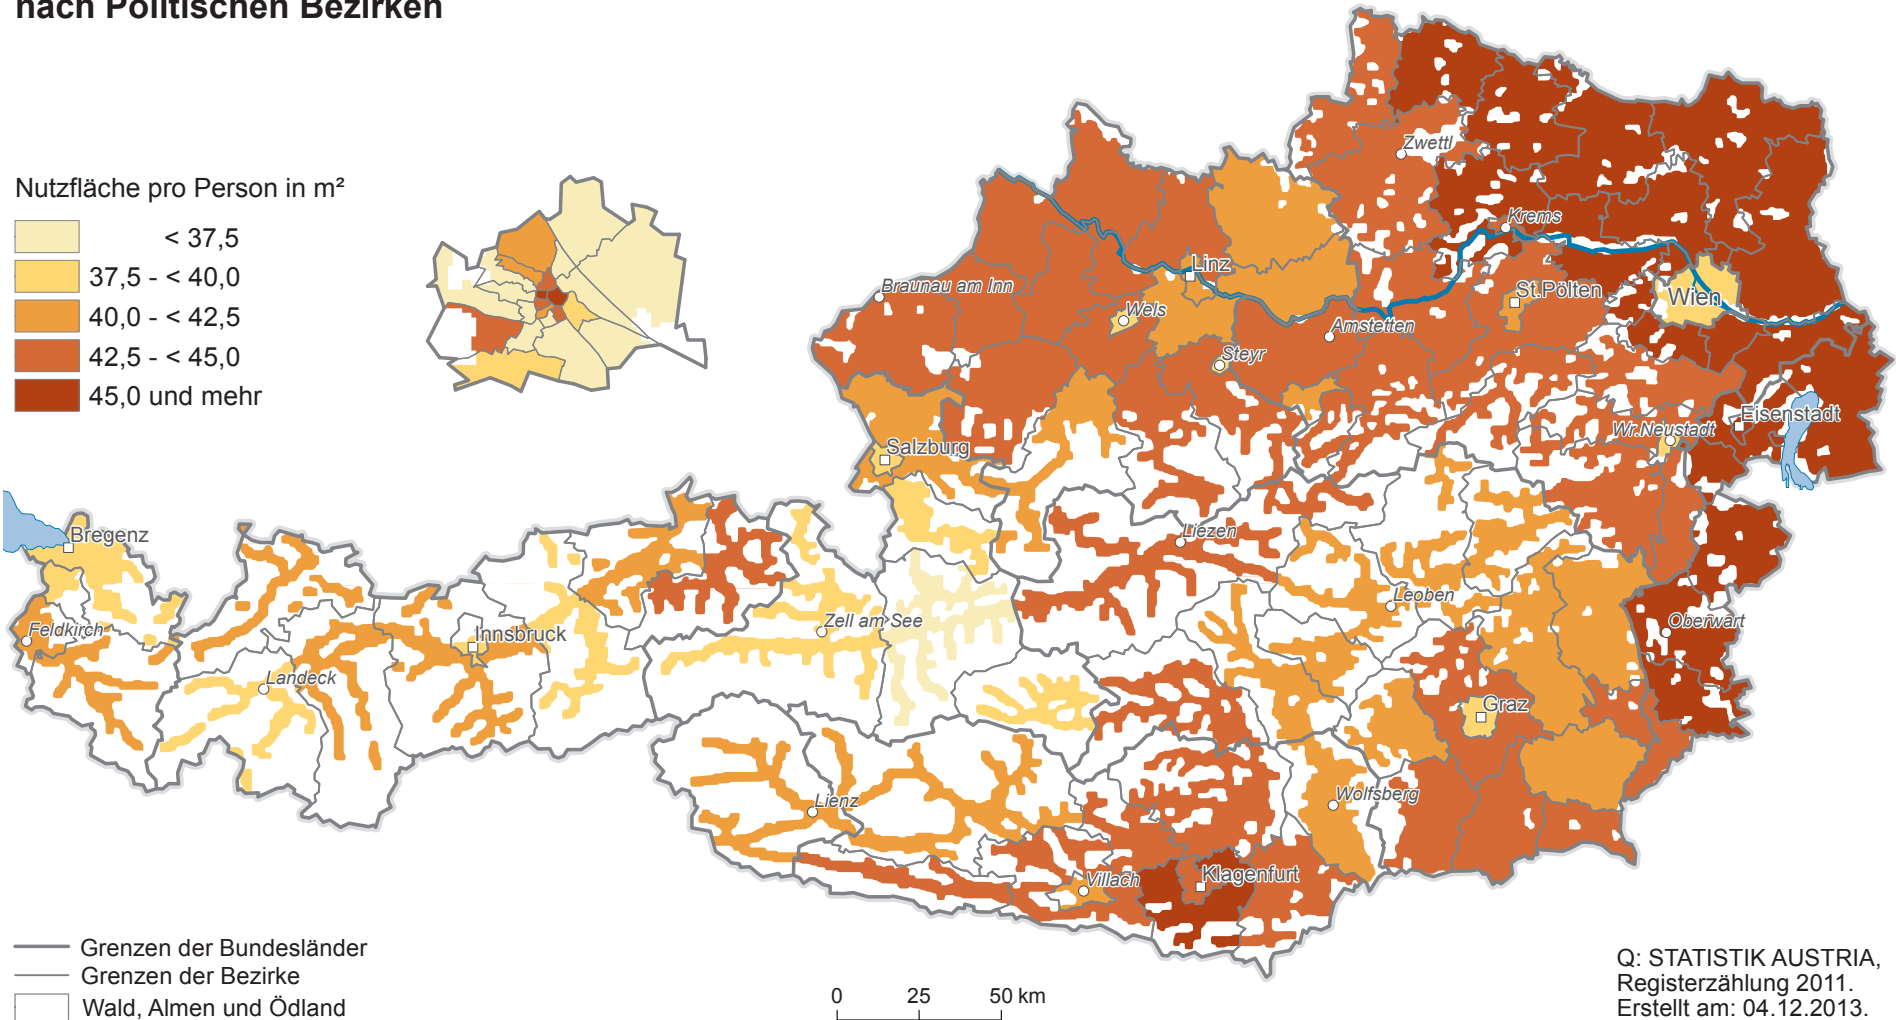 nach Politischen Bezirken
Nutzfläche pro Person in m²
< 37,5
37,5 - < 40,0
40,0 - < 42,5
42,5 - < 45,0
45,0 und mehr
Zwettl
Krems
Linz
Braunau am Inn
St.Pölten
Wien
Wels
Amstetten
Steyr
Eisenstadt
Wr.Neustadt
Salzburg
Bregenz
Liezen
Leoben
Feldkirch
Innsbruck
Zell am See
Oberwart
Landeck
Graz
Lienz
Wolfsberg
Villach
Klagenfurt
Grenzen der Bundesländer
Grenzen der Bezirke
Wald, Almen und Ödland
0 25 50 km
Q: STATISTIK AUSTRIA,
Registerzählung 2011.
Erstellt am: 04.12.2013.